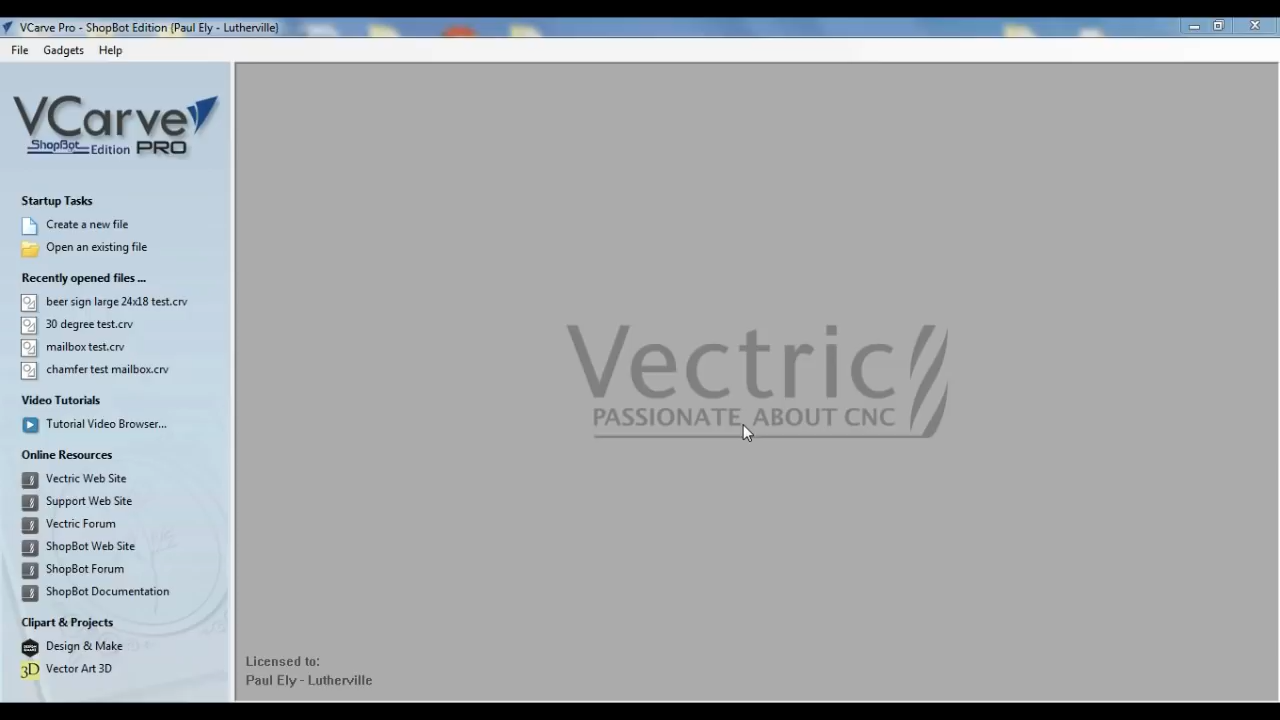 VCarve Pro - ShopBot Edition {Paul Ely - Lutherville}
File Gadgets Help
VCarve
ShopBot Edition PRO
Startup Tasks
Create a new file
Open an existing file
Recently opened files ...
beer sign large 24x18 test.crv
30 degree test.crv
mailbox test.crv
chamfer test mailbox.crv
Video Tutorials
Tutorial Video Browser...
Online Resources
Vectric Web Site
Support Web Site
Vectric Forum
ShopBot Web Site
ShopBot Forum
ShopBot Documentation
Clipart & Projects
Design & Make
3D Vector Art 3D
Vectric
PASSIONATE ABOUT CNC
Licensed to:
Paul Ely - Lutherville